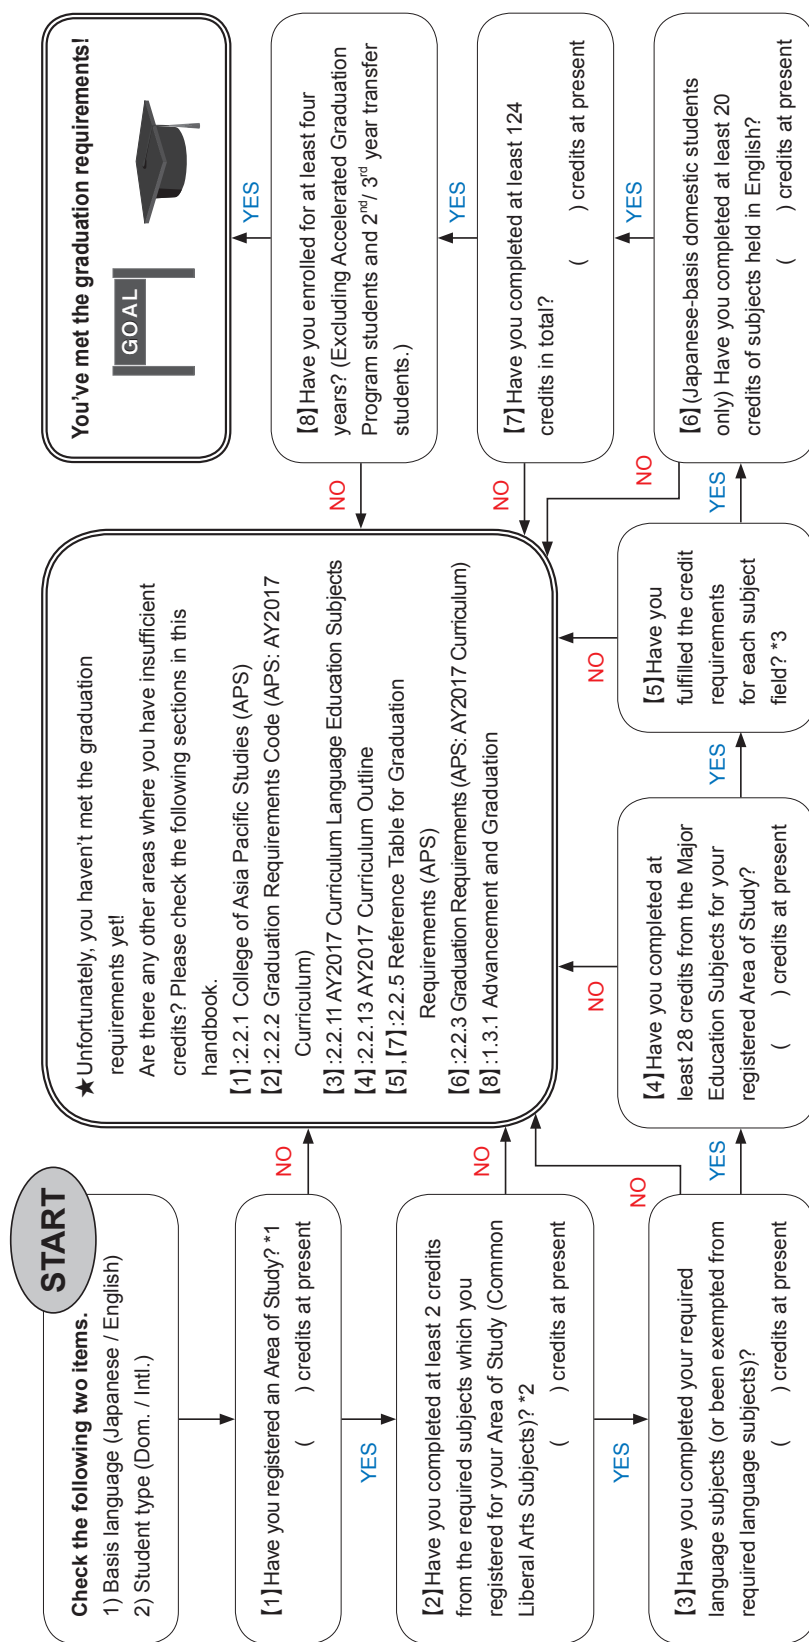 START
Check the following two items.
1) Basis language (Japanese / English)
2) Student type (Dom. / Intl.)
【1】Have you registered an Area of Study? *1
( ) credits at present
NO
YES
【2】Have you completed at least 2 credits
from the required subjects which you
registered for your Area of Study (Common
Liberal Arts Subjects)? *2
( ) credits at present
NO
YES
【3】Have you completed your required
language subjects (or been exempted from
required language subjects)?
( ) credits at present
NO
YES
【4】Have you completed at
least 28 credits from the Major
Education Subjects for your
registered Area of Study?
( ) credits at present
NO
YES
【5】Have you
fulfilled the credit
requirements
for each subject
field? *3
NO
YES
【6】(Japanese-basis domestic students
only) Have you completed at least 20
credits of subjects held in English?
( ) credits at present
NO
YES
【7】Have you completed at least 124
credits in total?
( ) credits at present
NO
YES
【8】Have you enrolled for at least four
years? (Excluding Accelerated Graduation
Program students and 2nd/ 3rd year transfer
students.)
NO
YES
You've met the graduation requirements!
GOAL
★Unfortunately, you haven't met the graduation
requirements yet!
Are there any other areas where you have insufficient
credits? Please check the following sections in this
handbook.
【1】:2.2.1 College of Asia Pacific Studies (APS)
【2】:2.2.2 Graduation Requirements Code (APS: AY2017
Curriculum)
【3】:2.2.11 AY2017 Curriculum Language Education Subjects
【4】:2.2.13 AY2017 Curriculum Outline
【5】,【7】:2.2.5 Reference Table for Graduation
Requirements (APS)
【6】:2.2.3 Graduation Requirements (APS: AY2017 Curriculum)
【8】:1.3.1 Advancement and Graduation